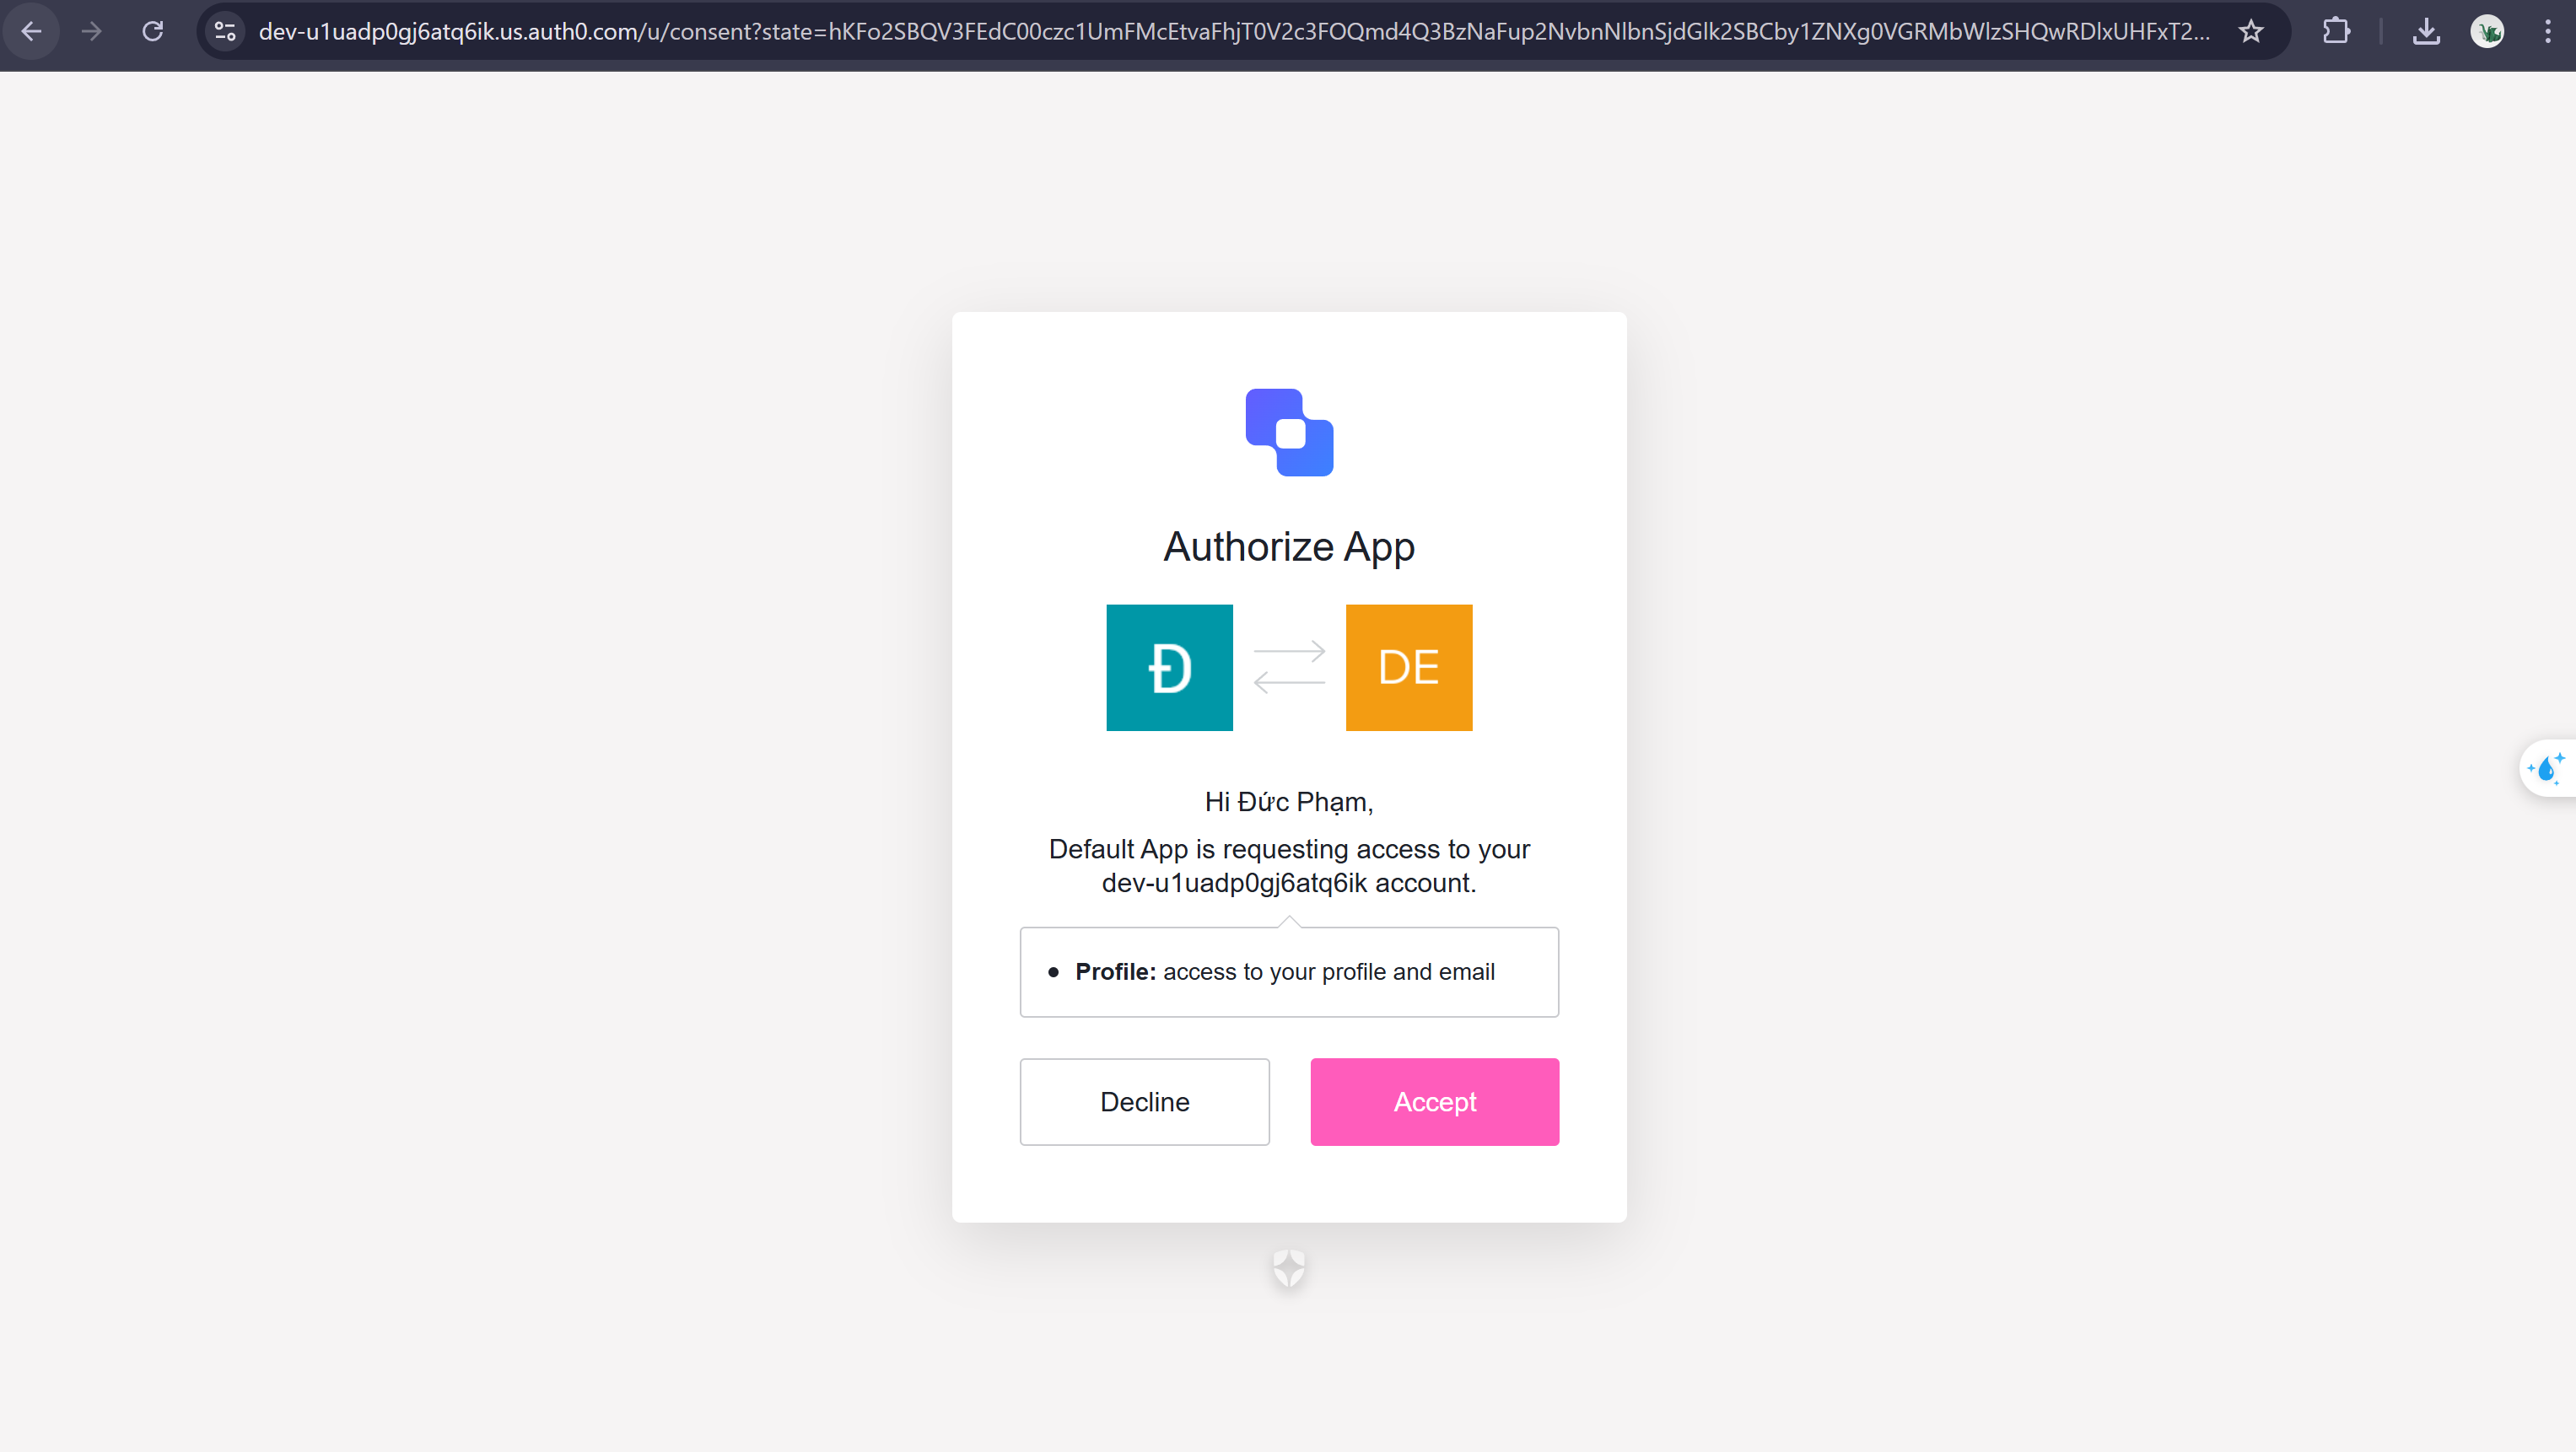 dev-u1uadp0gj6atq6ik.us.auth0.com/u/consent?state=hKFo2SBQV3FEdC00czc1UmFMcEtvaFhjT0V2c3FOQmd4Q3BzNaFup2NvbnNlbnSjdGlk2SBCby1ZNXg0VGRMbWlzSHQwRDlxUHFxT2...
Authorize App
Đ
DE
Hi Đức Phạm,
Default App is requesting access to your
dev-u1uadp0gj6atq6ik account.
Profile: access to your profile and email
Decline
Accept